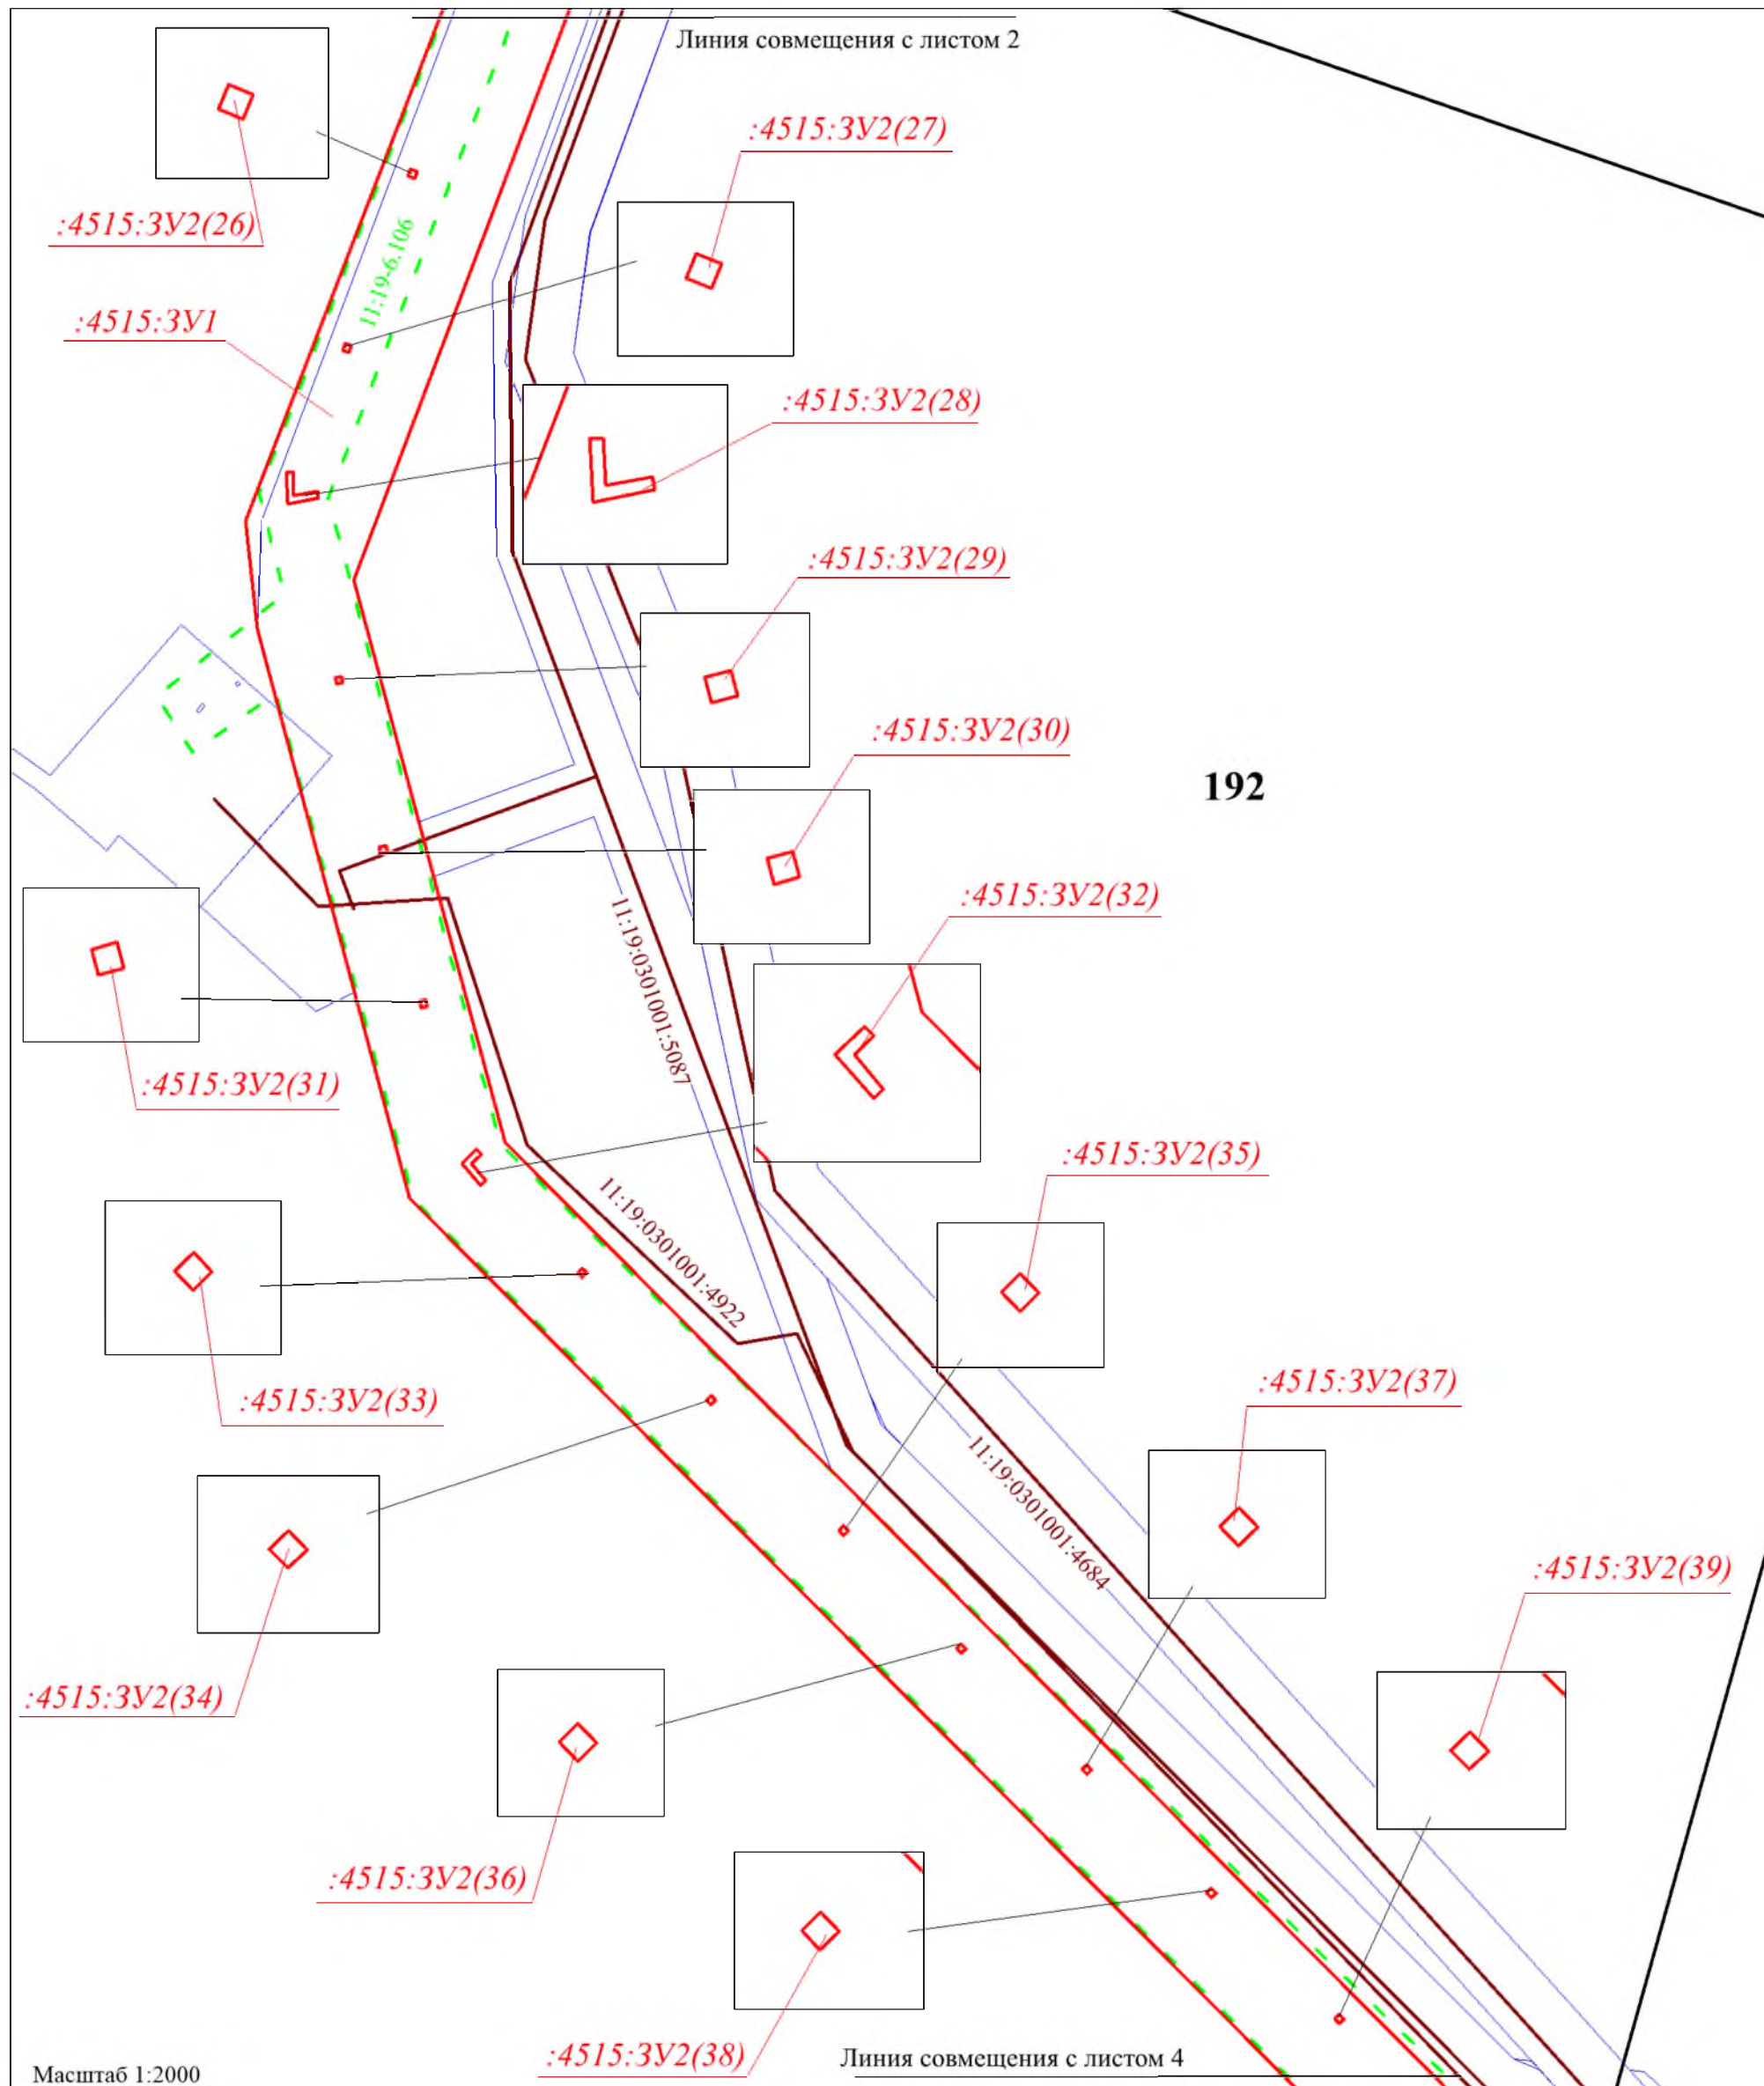 Линия совмещения с листом 2
:4515:ЗУ2(27)
:4515:ЗУ2(26)
11:19-6.106
:4515:ЗУ1
:4515:ЗУ2(28)
:4515:ЗУ2(29)
:4515:ЗУ2(30)
192
:4515:ЗУ2(32)
11:19:0301001:5087
:4515:ЗУ2(31)
:4515:ЗУ2(35)
11:19:0301001:4922
:4515:ЗУ2(33)
:4515:ЗУ2(37)
11:19:0301001:4684
:4515:ЗУ2(39)
:4515:ЗУ2(34)
:4515:ЗУ2(36)
:4515:ЗУ2(38)
Линия совмещения с листом 4
Масштаб 1:2000